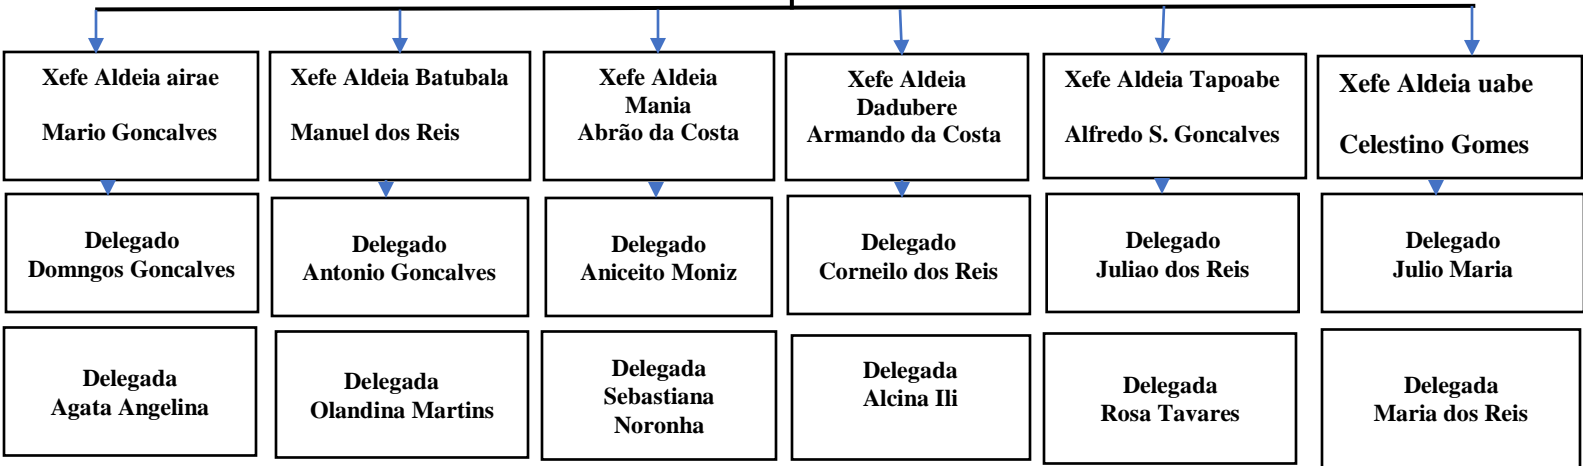 Xefe Aldeia airae
Mario Goncalves
Xefe Aldeia Batubala
Manuel dos Reis
Xefe Aldeia
Mania
Abrão da Costa
Xefe Aldeia
Dadubere
Armando da Costa
Xefe Aldeia Tapoabe
Alfredo S. Goncalves
Xefe Aldeia uabe
Celestino Gomes
Delegado
Domngos Goncalves
Delegado
Antonio Goncalves
Delegado
Aniceito Moniz
Delegado
Corneilo dos Reis
Delegado
Juliao dos Reis
Delegado
Julio Maria
Delegada
Agata Angelina
Delegada
Olandina Martins
Delegada
Sebastiana
Noronha
Delegada
Alcina Ili
Delegada
Rosa Tavares
Delegada
Maria dos Reis